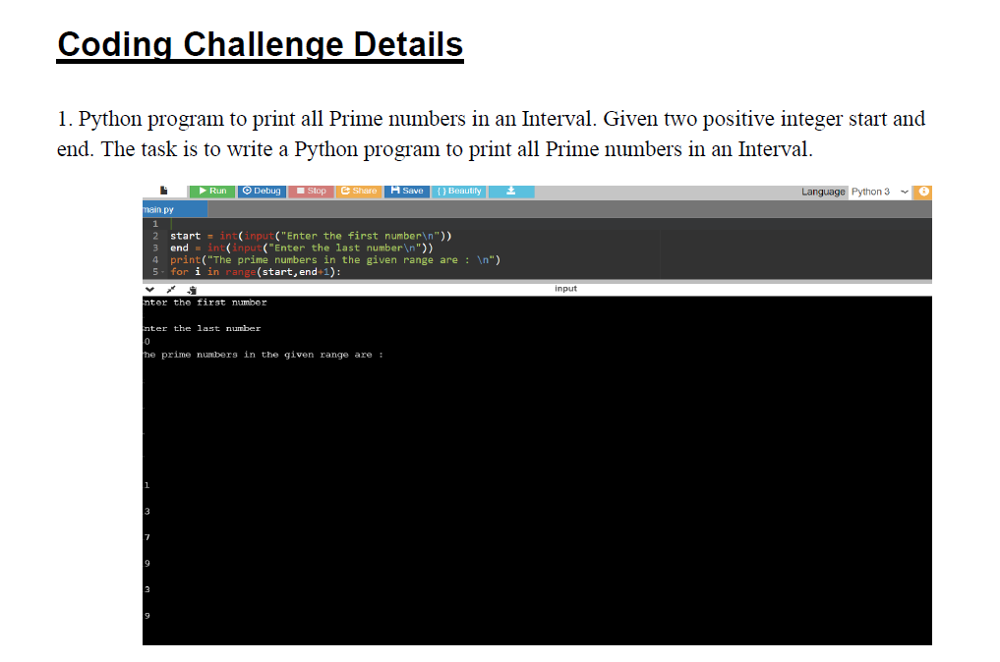 Coding Challenge Details
1. Python program to print all Prime numbers in an Interval. Given two positive integer start and
end. The task is to write a Python program to print all Prime numbers in an Interval.
Run Debug Stop Share Save {} Beautify Language Python 3
main.py
1
2 start = int(input("Enter the first number\n"))
3 end = int(input("Enter the last number\n"))
4 print("The prime numbers in the given range are : \n")
5 for i in range(start,end+1):
input
nter the first number
nter the last number
0
he prime numbers in the given range are :
1
3
7
9
3
9